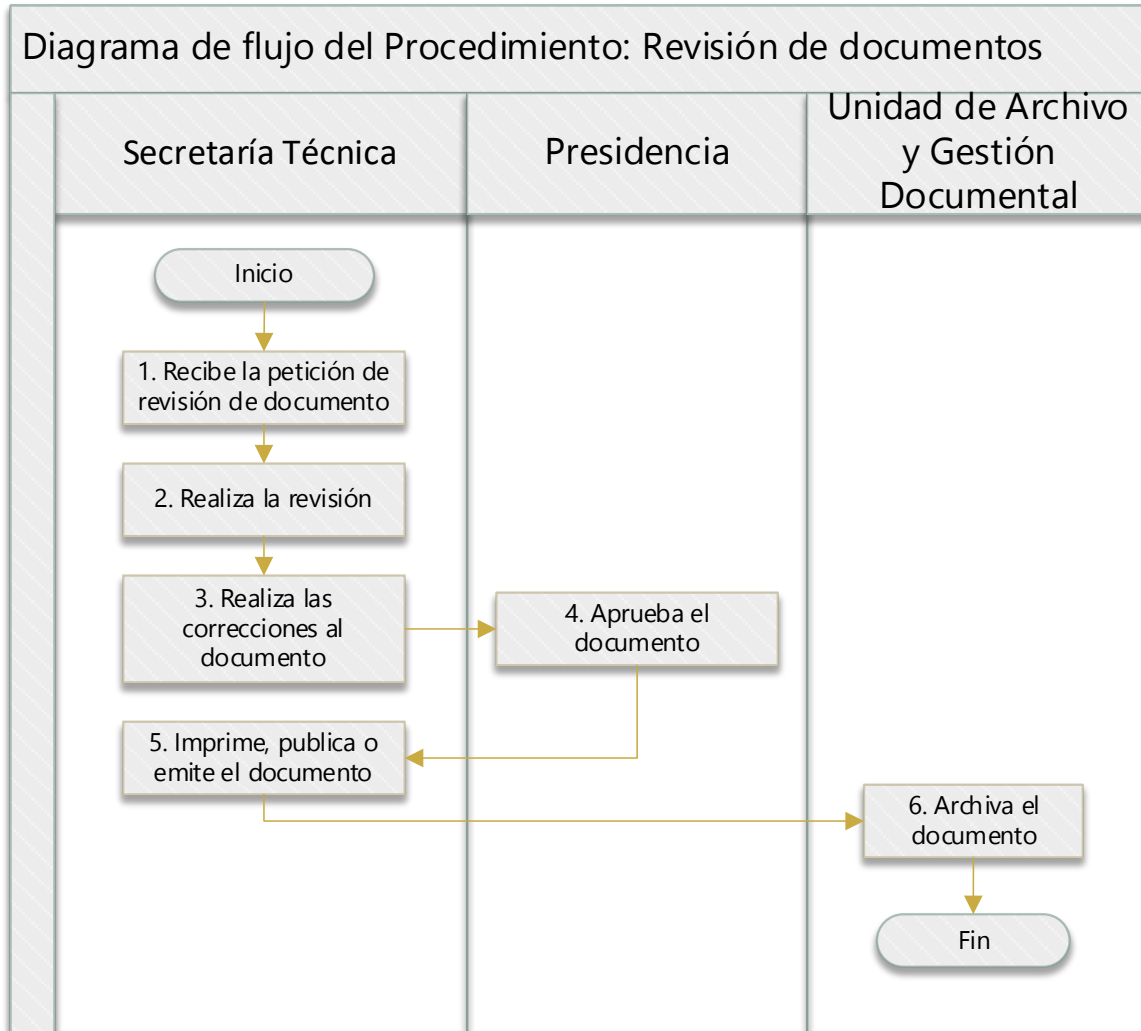 Diagrama de flujo del Procedimiento: Revisión de documentos
Secretaría Técnica
Presidencia
Unidad de Archivo
y Gestión
Documental
Inicio
1. Recibe la petición de
revisión de documento
2. Realiza la revisión
3. Realiza las
correcciones al
documento
4. Aprueba el
documento
5. Imprime, publica o
emite el documento
6. Archiva el
documento
Fin